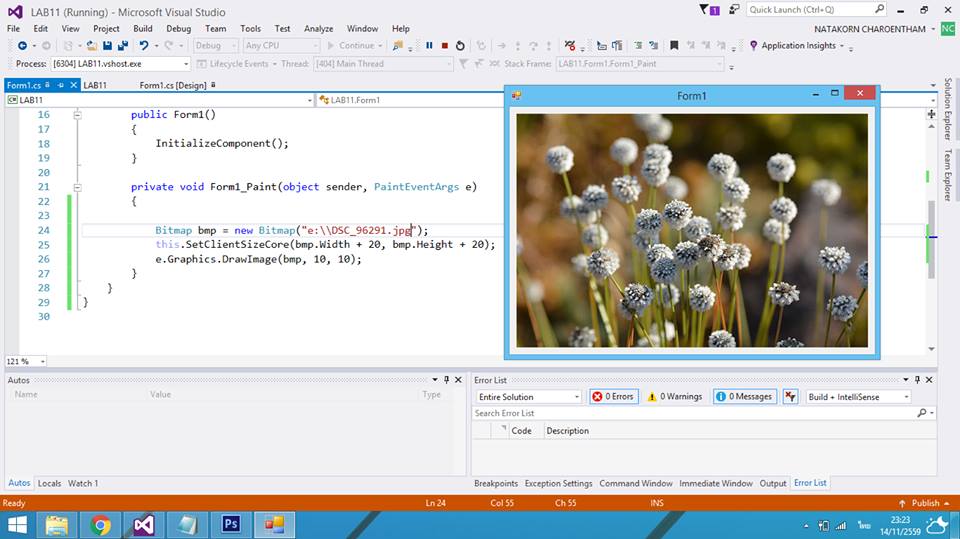 LAB11 (Running) - Microsoft Visual Studio
1
Quick Launch (Ctrl+Q)
File Edit View Project Build Debug Team Tools Test Analyze Window Help
NATAKORN CHAROENTHAM NC
Debug Any CPU Continue Application Insights
Process: [6304] LAB11.vshost.exe Lifecycle Events Thread: [404] Main Thread Stack Frame: LAB11.Form1.Form1_Paint
Form1.cs LAB11 Form1.cs [Design]
LAB11 LAB11.Form1
16 public Form1()
17 {
18 InitializeComponent();
19 }
20
21 private void Form1_Paint(object sender, PaintEventArgs e)
22 {
23
24 Bitmap bmp = new Bitmap("e:\\DSC_96291.jpg");
25 this.SetClientSizeCore(bmp.Width + 20, bmp.Height + 20);
26 e.Graphics.DrawImage(bmp, 10, 10);
27 }
28 }
29 }
30
121 %
Form1
Solution Explorer
Team Explorer
Autos
Name Value Type
Autos Locals Watch 1
Error List
Entire Solution 0 Errors 0 Warnings 0 Messages Build + IntelliSense
Search Error List
Code Description
Breakpoints Exception Settings Command Window Immediate Window Output Error List
Ready Ln 24 Col 55 Ch 55 INS Publish
Ps
ไทย
23:23
14/11/2559